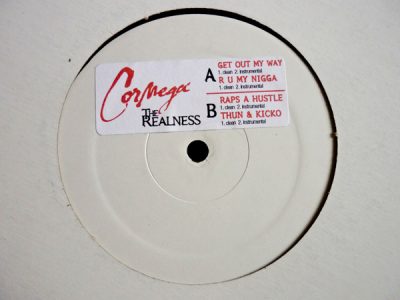 Cormega
THE
REALNESS
A
GET OUT MY WAY
1. clean 2. instrumental
R U MY NIGGA
1. clean 2. instrumental
B
RAPS A HUSTLE
1. clean 2. instrumental
THUN & KICKO
1. clean 2. instrumental